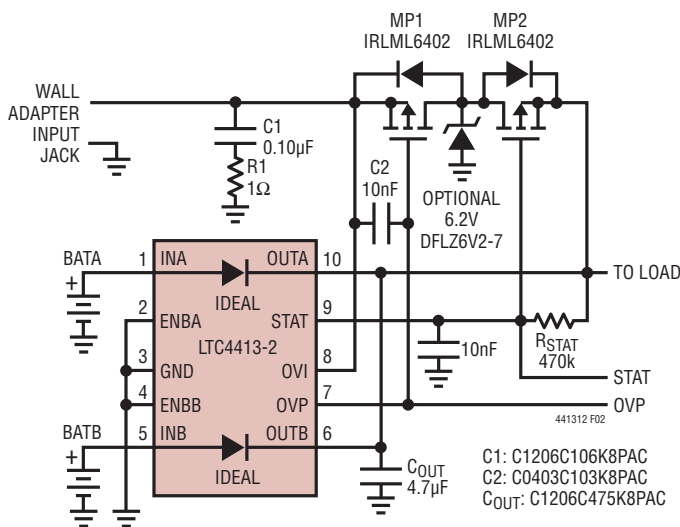 MP1
IRLML6402
MP2
IRLML6402
WALL
ADAPTER
INPUT
JACK
C1
0.10µF
R1
1Ω
C2
10nF
OPTIONAL
6.2V
DFLZ6V2-7
BATA
+
1
INA
OUTA
10
TO LOAD
IDEAL
2
ENBA
STAT
9
RSTAT
470k
LTC4413-2
10nF
3
GND
OVI
8
STAT
4
ENBB
OVP
7
OVP
441312 F02
BATB
+
5
INB
OUTB
6
IDEAL
COUT
4.7µF
C1: C1206C106K8PAC
C2: C0403C103K8PAC
COUT: C1206C475K8PAC